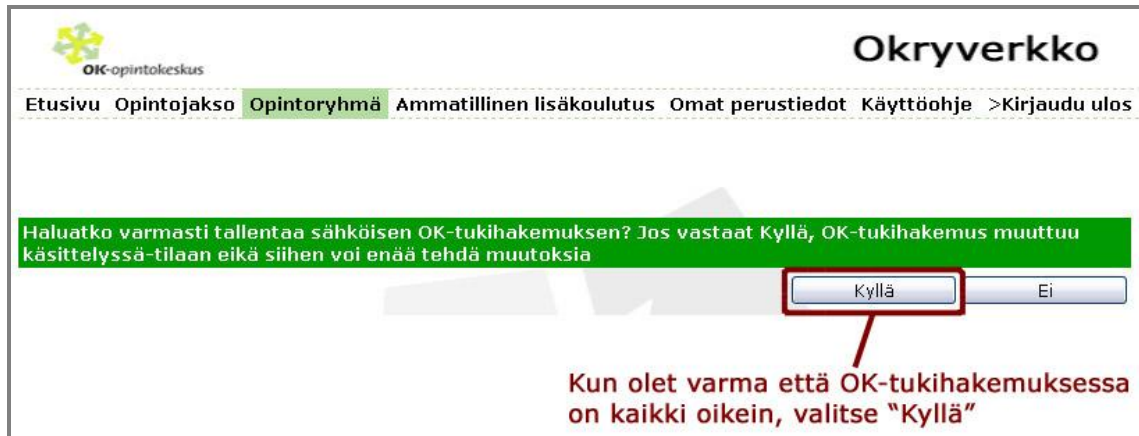 OK-opintokeskus
Okryverkko
Etusivu Opintojakso Opintoryhmä Ammatillinen lisäkoulutus Omat perustiedot Käyttöohje >Kirjaudu ulos
Haluatko varmasti tallentaa sähköisen OK-tukihakemuksen? Jos vastaat Kyllä, OK-tukihakemus muuttuu
käsittelyssä-tilaan eikä siihen voi enää tehdä muutoksia
Kyllä Ei
Kun olet varma että OK-tukihakemuksessa
on kaikki oikein, valitse “Kyllä”